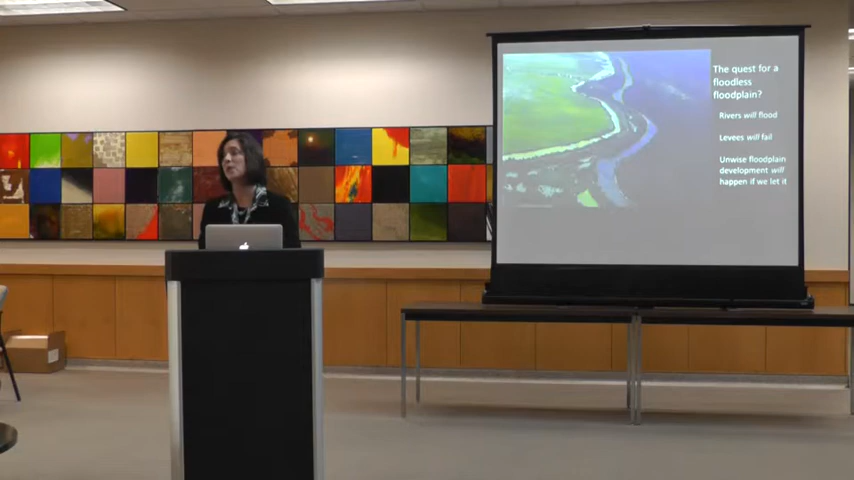 The quest for a
floodless
floodplain?
Rivers will flood
Levees will fail
Unwise floodplain
development will
happen if we let it